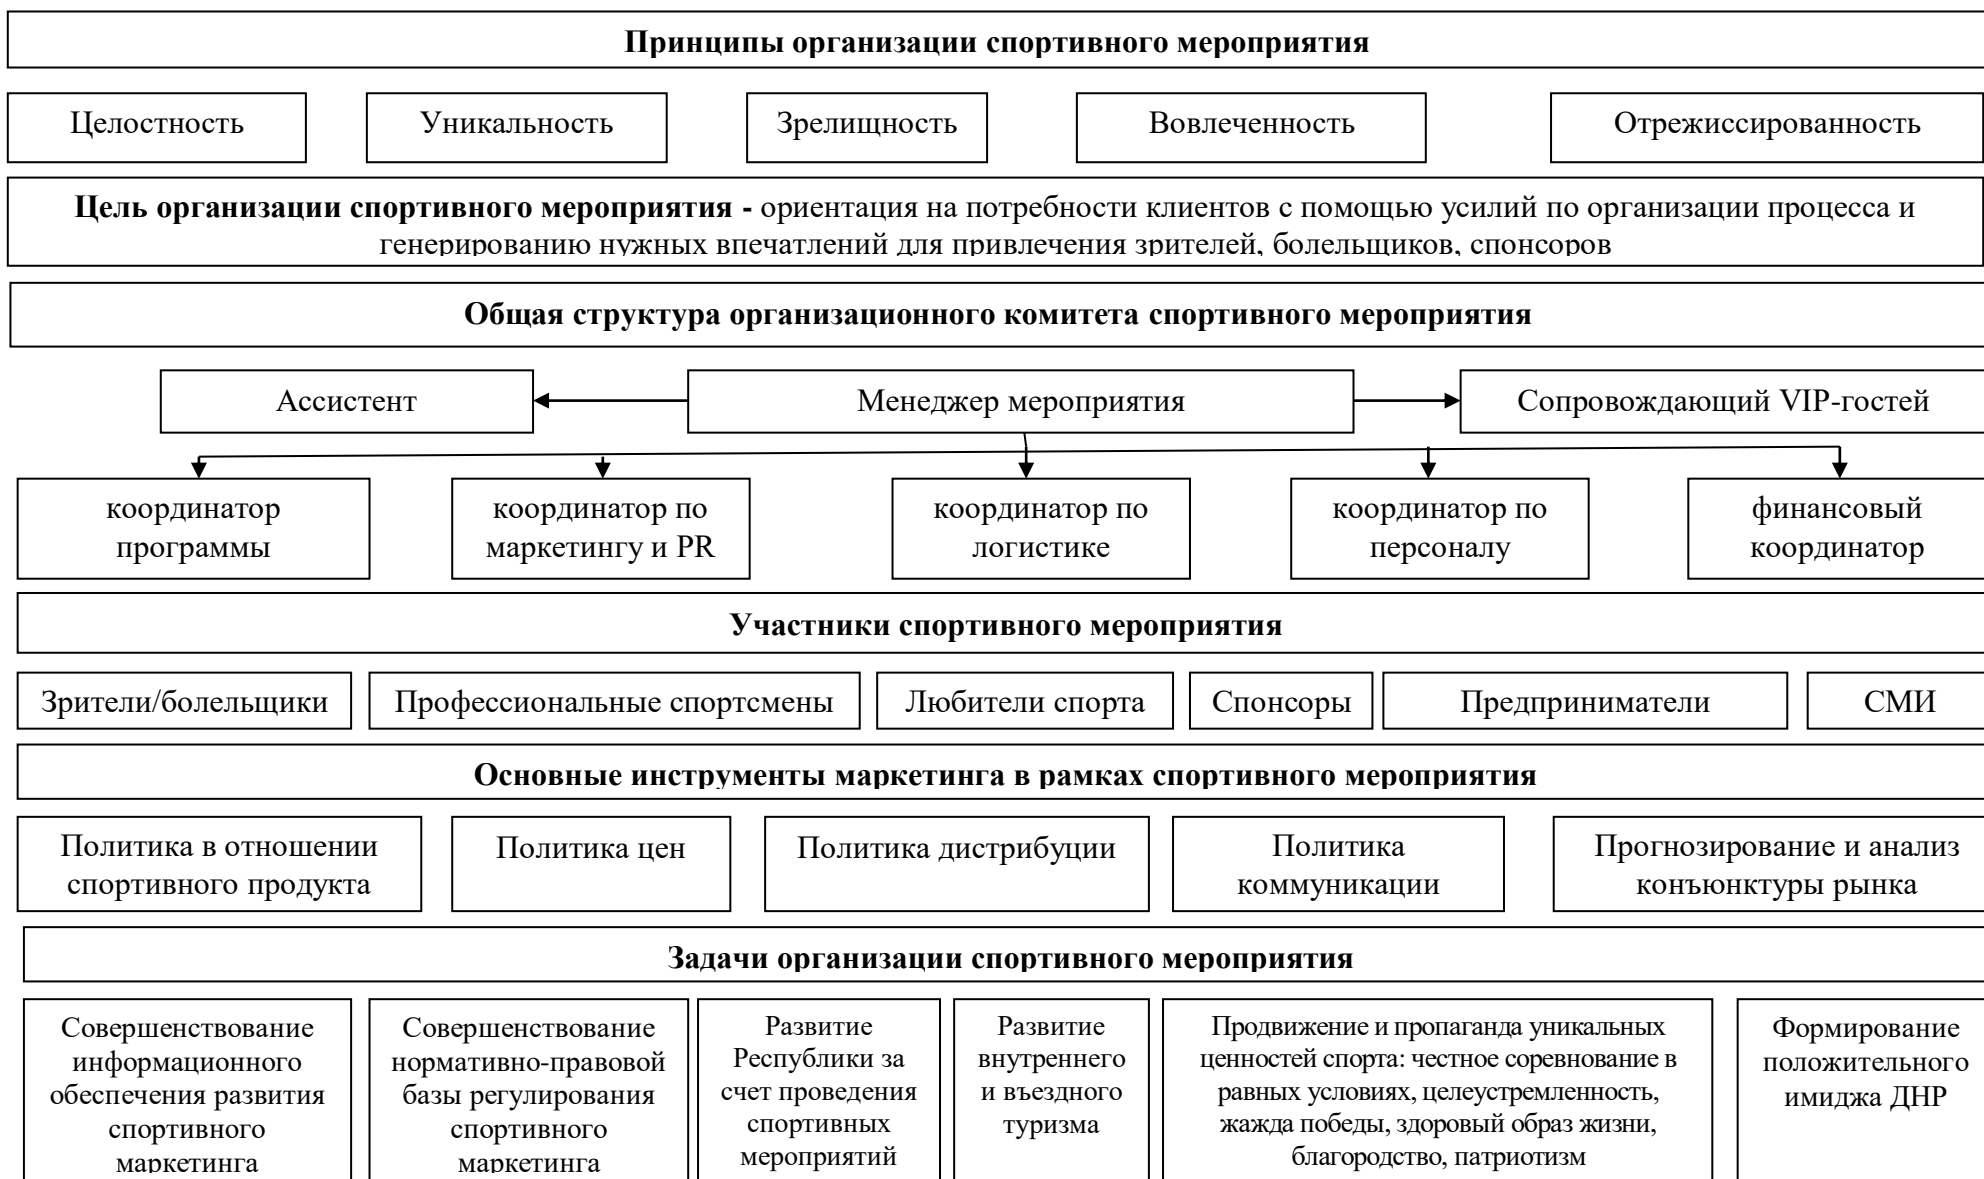 Принципы организации спортивного мероприятия
Целостность
Уникальность
Зрелищность
Вовлеченность
Отрежиссированность
Цель организации спортивного мероприятия - ориентация на потребности клиентов с помощью усилий по организации процесса и
генерированию нужных впечатлений для привлечения зрителей, болельщиков, спонсоров
Общая структура организационного комитета спортивного мероприятия
Ассистент
Менеджер мероприятия
Сопровождающий VIP-гостей
координатор
программы
координатор по
маркетингу и PR
координатор по
логистике
координатор по
персоналу
финансовый
координатор
Участники спортивного мероприятия
Зрители/болельщики
Профессиональные спортсмены
Любители спорта
Спонсоры
Предприниматели
СМИ
Основные инструменты маркетинга в рамках спортивного мероприятия
Политика в отношении
спортивного продукта
Политика цен
Политика дистрибуции
Политика
коммуникации
Прогнозирование и анализ
конъюнктуры рынка
Задачи организации спортивного мероприятия
Совершенствование
информационного
обеспечения развития
спортивного
маркетинга
Совершенствование
нормативно-правовой
базы регулирования
спортивного
маркетинга
Развитие
Республики за
счет проведения
спортивных
мероприятий
Развитие
внутреннего
и въездного
туризма
Продвижение и пропаганда уникальных
ценностей спорта: честное соревнование в
равных условиях, целеустремленность,
жажда победы, здоровый образ жизни,
благородство, патриотизм
Формирование
положительного
имиджа ДНР